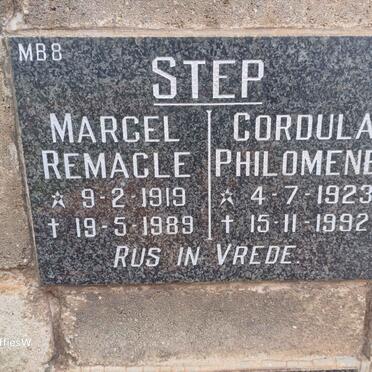 MB8
STEP
MARCEL CORDULA
REMACLE PHILOMENE
☆ 9-2-1919 ☆ 4-7-1923
† 19-5-1989 † 15-11-1992
RUS IN VREDE.